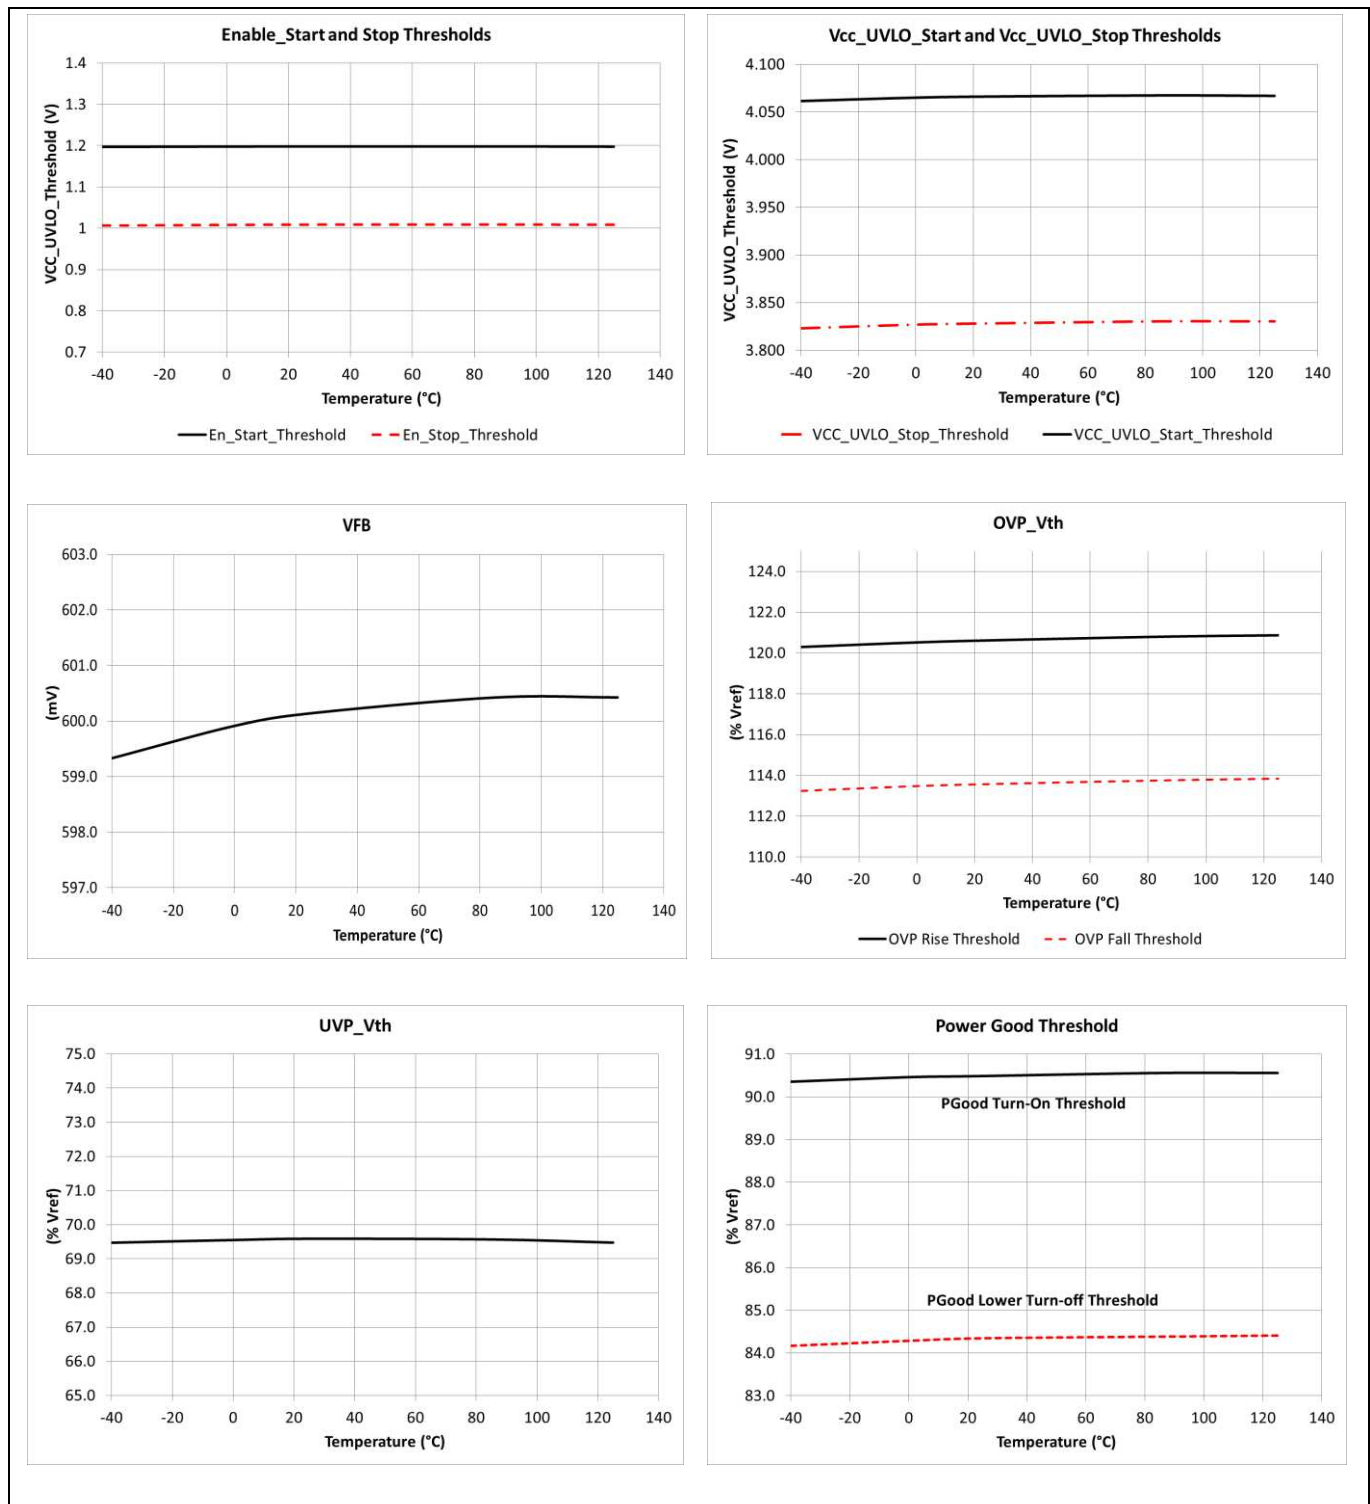 Enable_Start and Stop Thresholds
VCC_UVLO_Threshold (V)
1.4
1.3
1.2
1.1
1
0.9
0.8
0.7
-40 -20 0 20 40 60 80 100 120 140
Temperature (°C)
En_Start_Threshold En_Stop_Threshold
Vcc_UVLO_Start and Vcc_UVLO_Stop Thresholds
VCC_UVLO_Threshold (V)
4.100
4.050
4.000
3.950
3.900
3.850
3.800
-40 -20 0 20 40 60 80 100 120 140
Temperature (°C)
VCC_UVLO_Stop_Threshold VCC_UVLO_Start_Threshold
VFB
(mV)
603.0
602.0
601.0
600.0
599.0
598.0
597.0
-40 -20 0 20 40 60 80 100 120 140
Temperature (°C)
OVP_Vth
(% Vref)
124.0
122.0
120.0
118.0
116.0
114.0
112.0
110.0
-40 -20 0 20 40 60 80 100 120 140
Temperature (°C)
OVP Rise Threshold OVP Fall Threshold
UVP_Vth
(% Vref)
75.0
74.0
73.0
72.0
71.0
70.0
69.0
68.0
67.0
66.0
65.0
-40 -20 0 20 40 60 80 100 120 140
Temperature (°C)
Power Good Threshold
(% Vref)
91.0
90.0
PGood Turn-On Threshold
89.0
88.0
87.0
86.0
PGood Lower Turn-off Threshold
85.0
84.0
83.0
-40 -20 0 20 40 60 80 100 120 140
Temperature (°C)